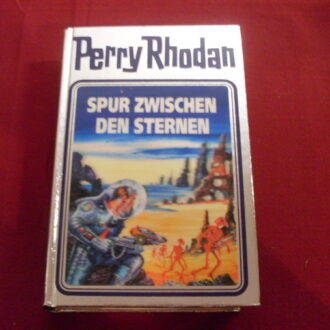 Perry Rhodan
SPUR ZWISCHEN
DEN STERNEN